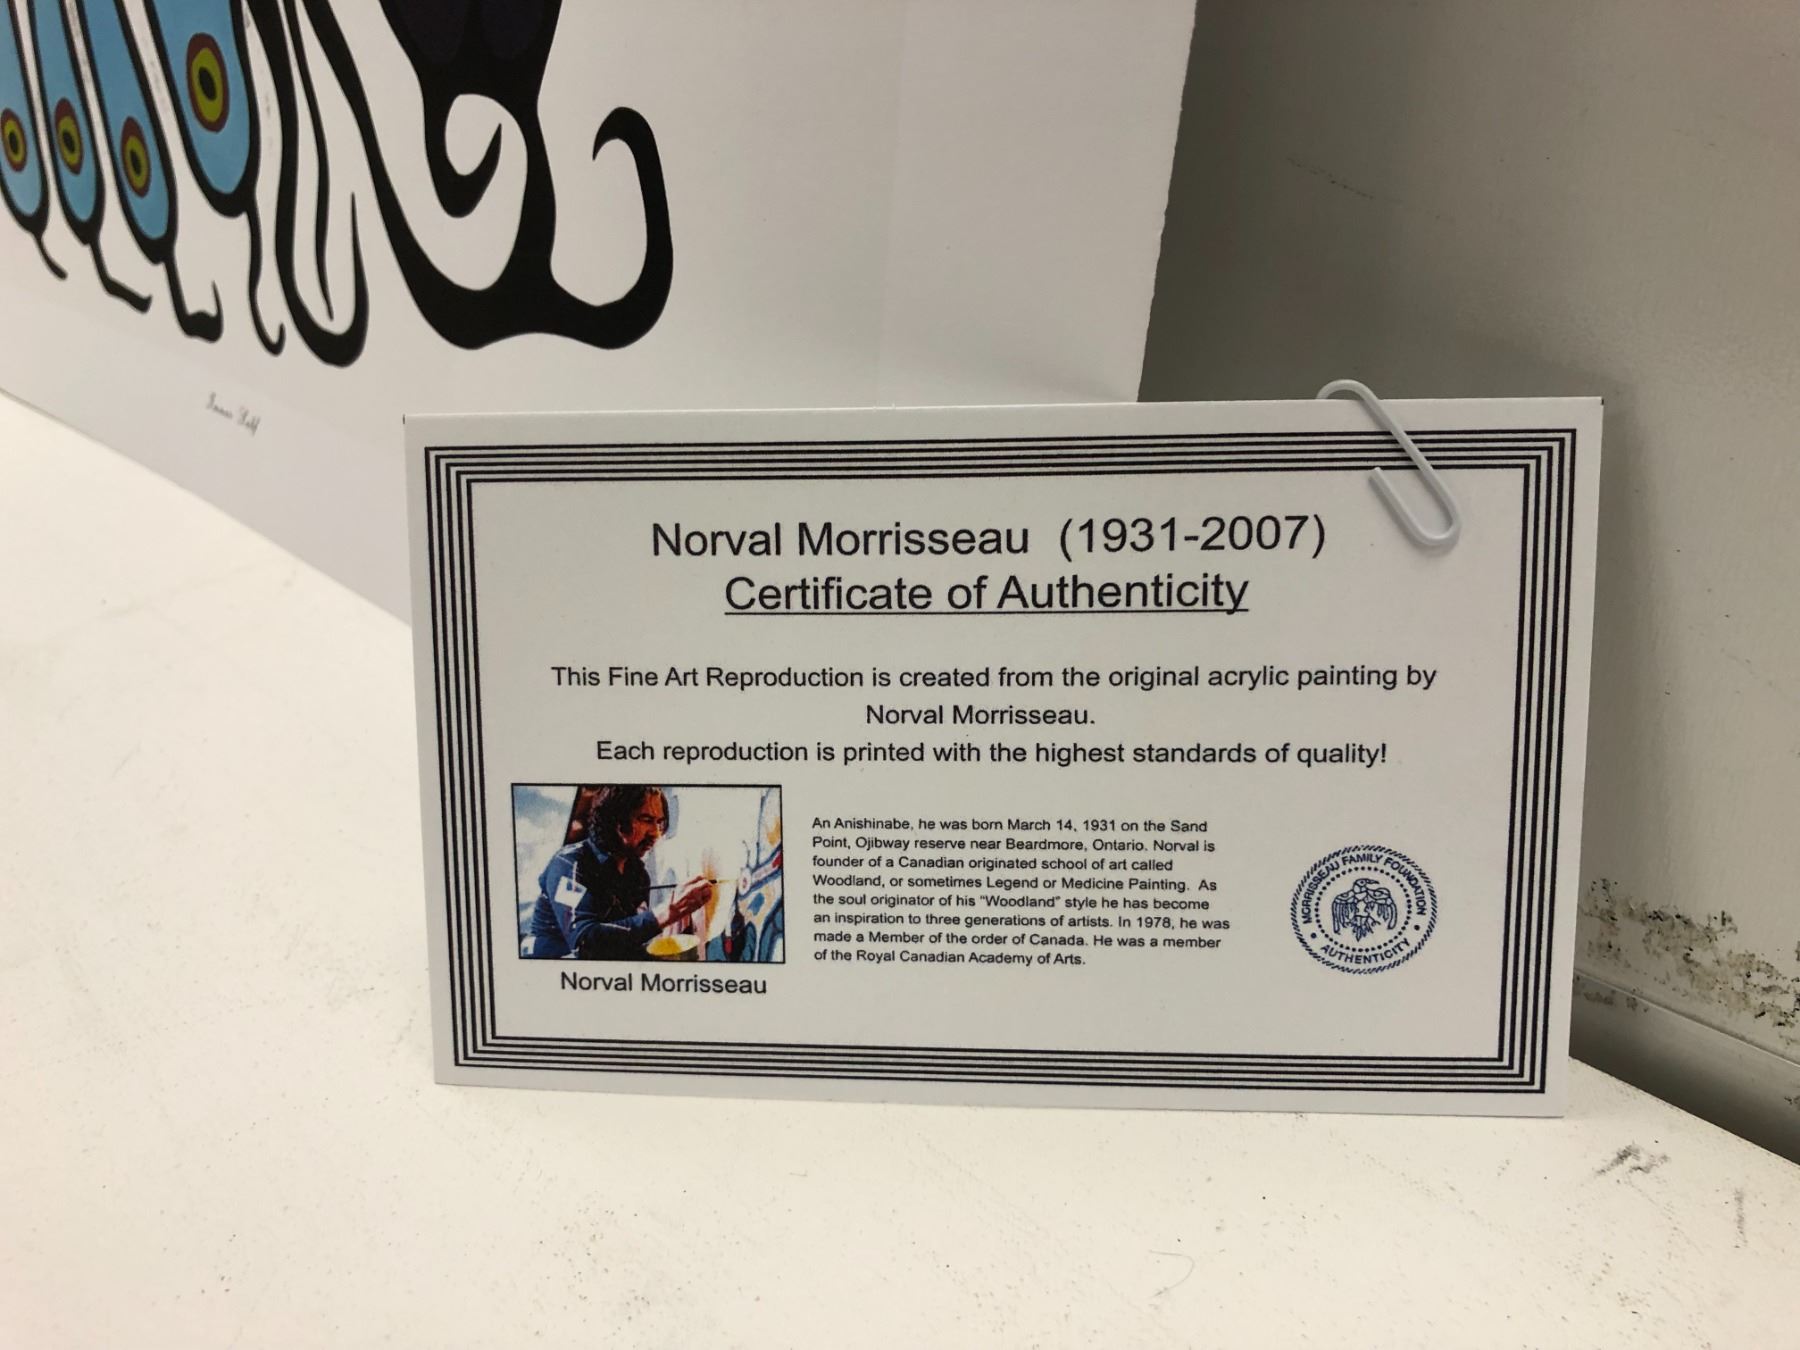 Norval Morrisseau (1931-2007)
Certificate of Authenticity
This Fine Art Reproduction is created from the original acrylic painting by
Norval Morrisseau.
Each reproduction is printed with the highest standards of quality!
An Anishinabe, he was born March 14, 1931 on the Sand
Point, Ojibway reserve near Beardmore, Ontario. Norval is
founder of a Canadian originated school of art called
Woodland, or sometimes Legend or Medicine Painting. As
the soul originator of his "Woodland" style he has become
an inspiration to three generations of artists. In 1978, he was
made a Member of the order of Canada. He was a member
of the Royal Canadian Academy of Arts.
Norval Morrisseau
MORRISSEAU FAMILY FOUNDATION
• AUTHENTICITY •